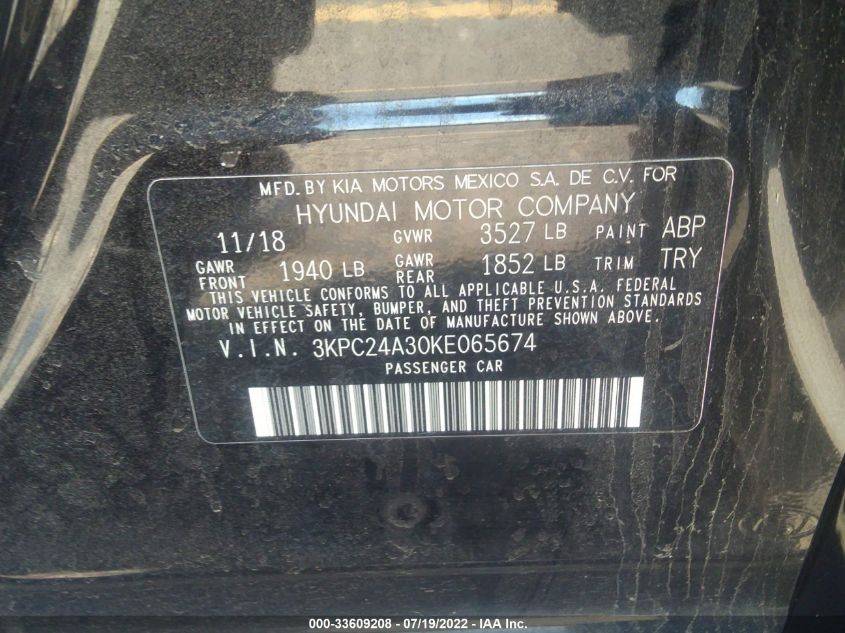 MFD. BY KIA MOTORS MEXICO S.A. DE C.V. FOR
HYUNDAI MOTOR COMPANY
11/18 GVWR 3527 LB PAINT ABP
GAWR FRONT 1940 LB GAWR REAR 1852 LB TRIM TRY
THIS VEHICLE CONFORMS TO ALL APPLICABLE U.S.A. FEDERAL
MOTOR VEHICLE SAFETY, BUMPER, AND THEFT PREVENTION STANDARDS
IN EFFECT ON THE DATE OF MANUFACTURE SHOWN ABOVE.
V.I.N. 3KPC24A30KE065674
PASSENGER CAR
000-33609208 - 07/19/2022 - IAA Inc.